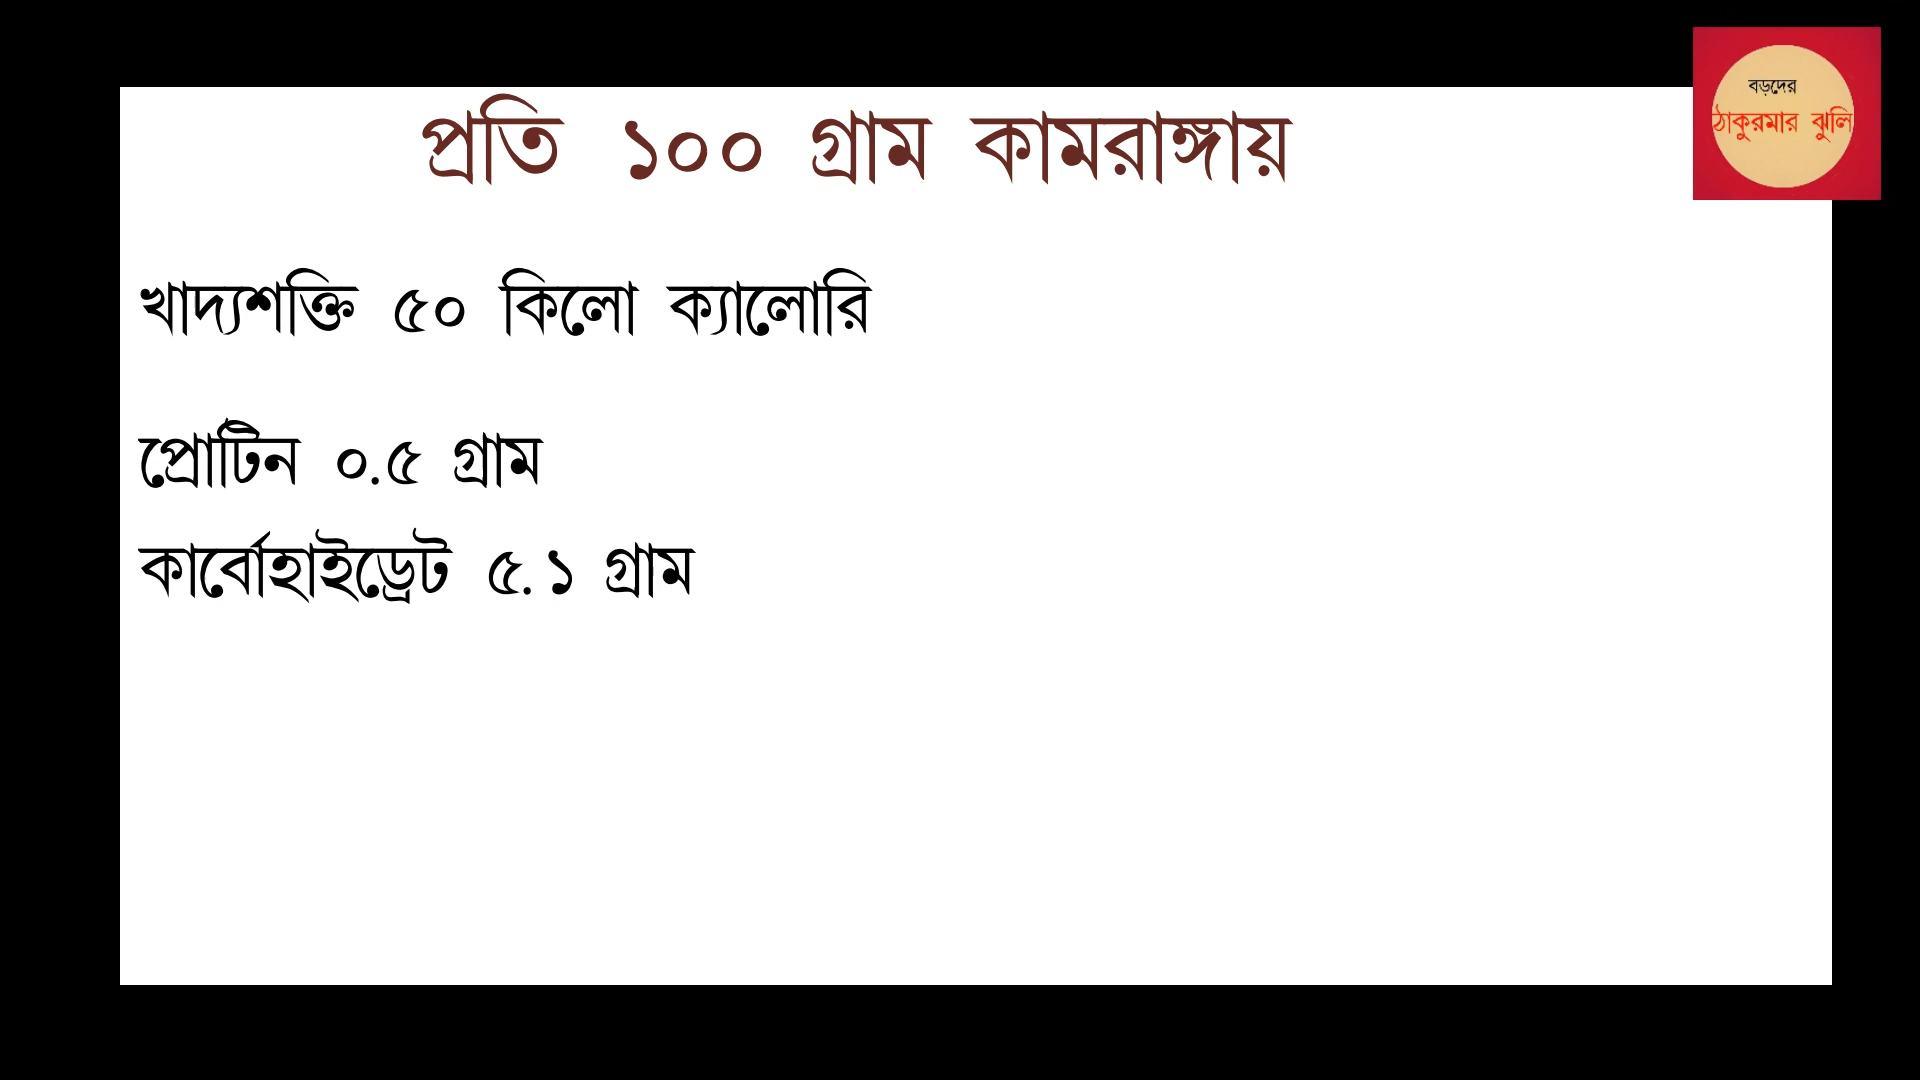 বড়দের
ঠাকুরমার ঝুলি
প্রতি ১০০ গ্রাম কামরাঙ্গায়
খাদ্যশক্তি ৫০ কিলো ক্যালোরি
প্রোটিন ০.৫ গ্রাম
কার্বোহাইড্রেট ৫.১ গ্রাম